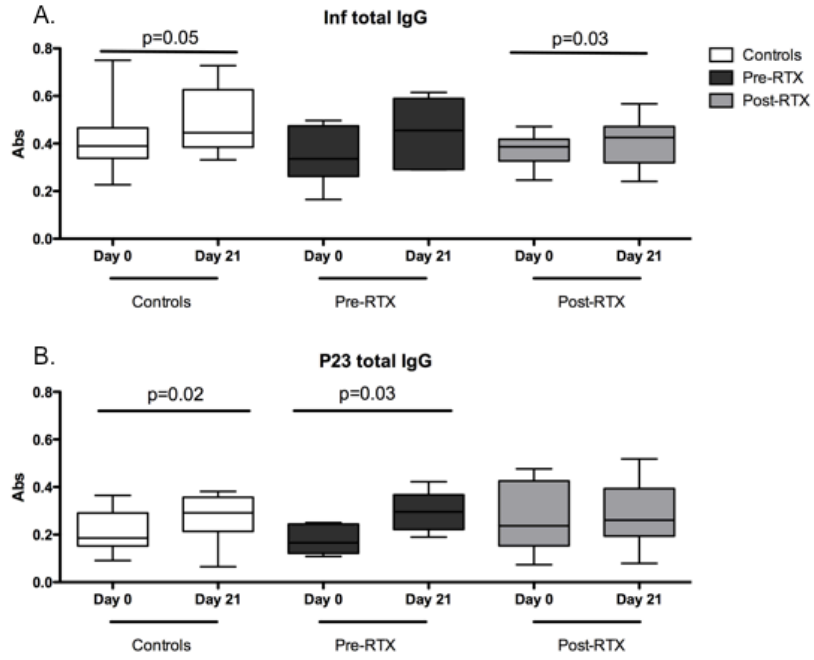 A.
Inf total IgG
p=0.05
p=0.03
Controls
Pre-RTX
Post-RTX
Abs
0.8
0.6
0.4
0.2
0.0
Day 0 Day 21 Day 0 Day 21 Day 0 Day 21
Controls Pre-RTX Post-RTX
B.
P23 total IgG
p=0.02 p=0.03
Abs
0.8
0.6
0.4
0.2
0.0
Day 0 Day 21 Day 0 Day 21 Day 0 Day 21
Controls Pre-RTX Post-RTX